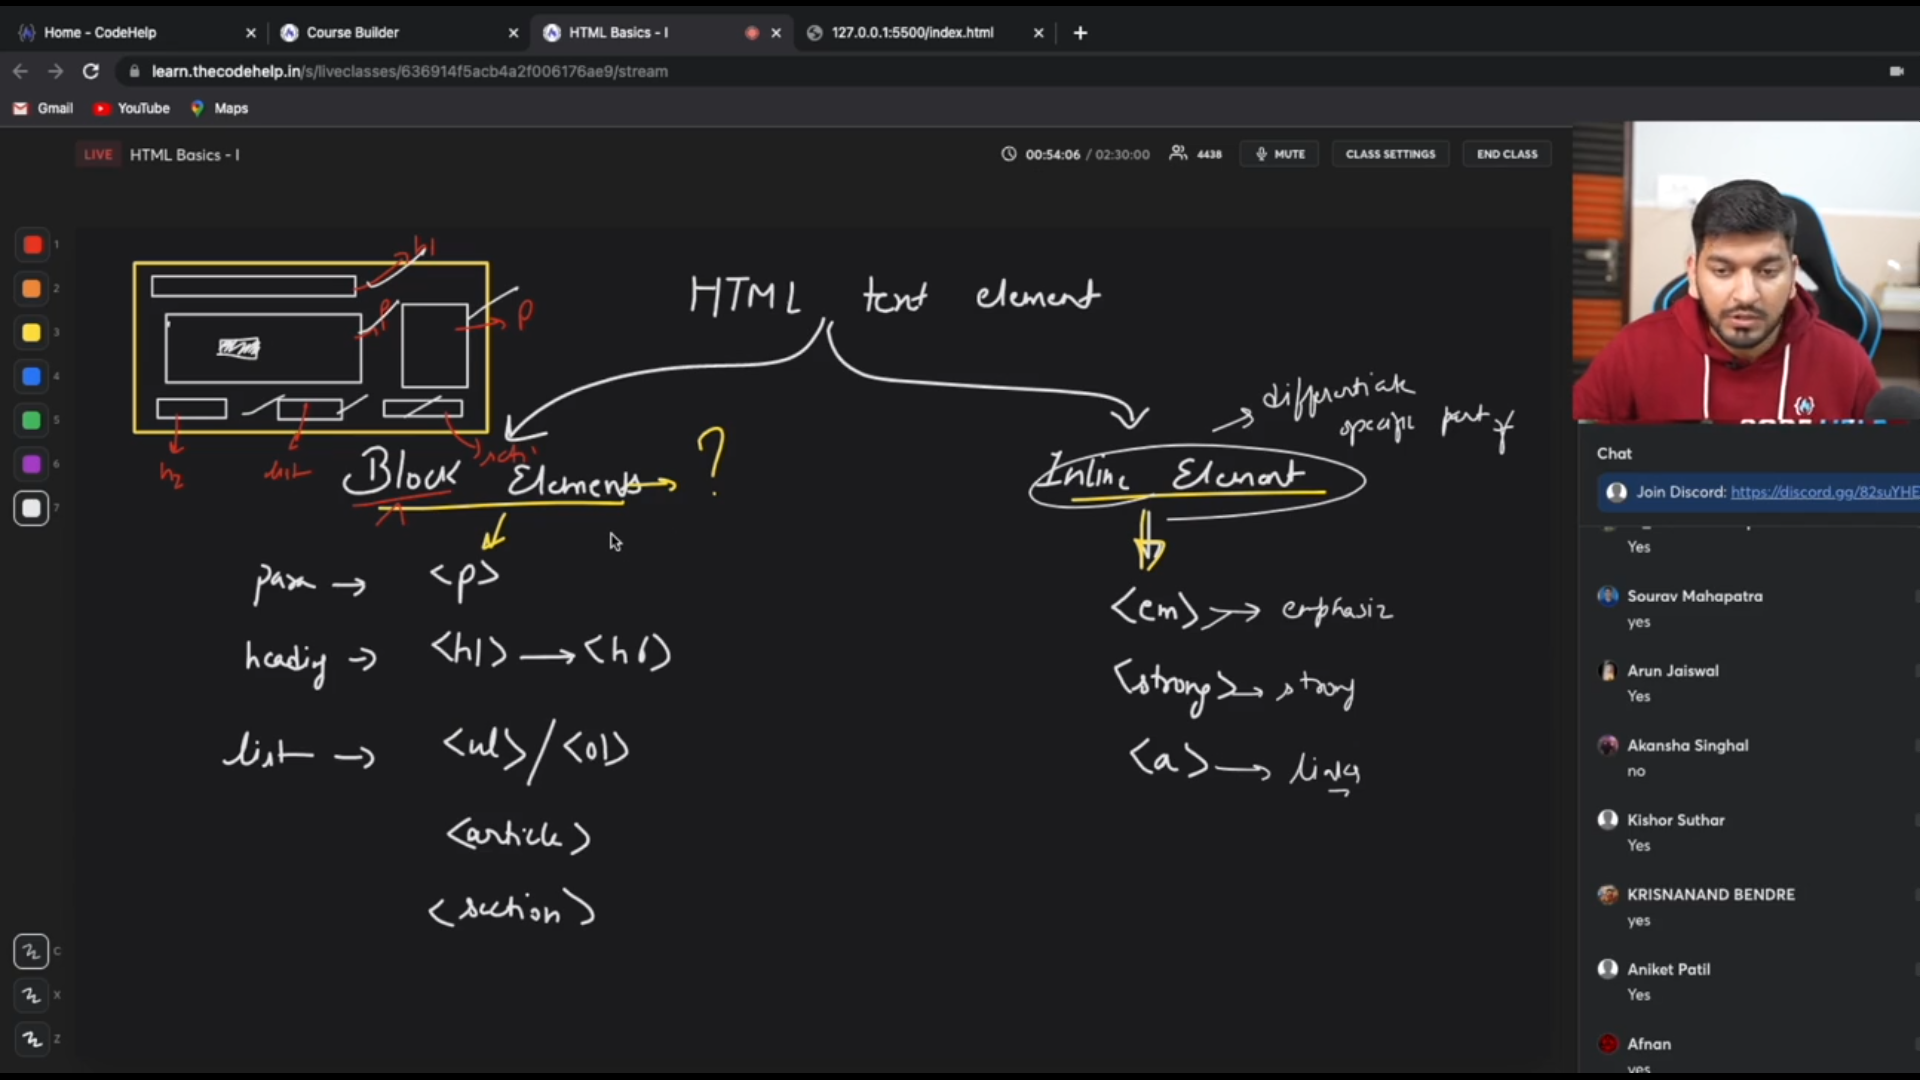 Home - CodeHelp
Course Builder
HTML Basics - I
127.0.0.1:5500/index.html
learn.thecodehelp.in/s/liveclasses/636914f5acb4a2f006176ae9/stream
Gmail
YouTube
Maps
LIVE HTML Basics - I
00:54:06 / 02:30:00
4438
MUTE
CLASS SETTINGS
END CLASS
1
2
3
4
5
6
7
C
X
Z
h1
P
P
h2
list
HTML text element
Block Elements → ?
para → <p>
heading → <h1> → <h6>
list → <ul> / <ol>
<article>
<section>
differentiate
specific part of
Inline Element
<em> → emphasiz
<strong> → strong
<a> → links
Chat
Join Discord: https://discord.gg/82suYHE
Yes
Sourav Mahapatra
yes
Arun Jaiswal
Yes
Akansha Singhal
no
Kishor Suthar
Yes
KRISNANAND BENDRE
yes
Aniket Patil
Yes
Afnan
yes